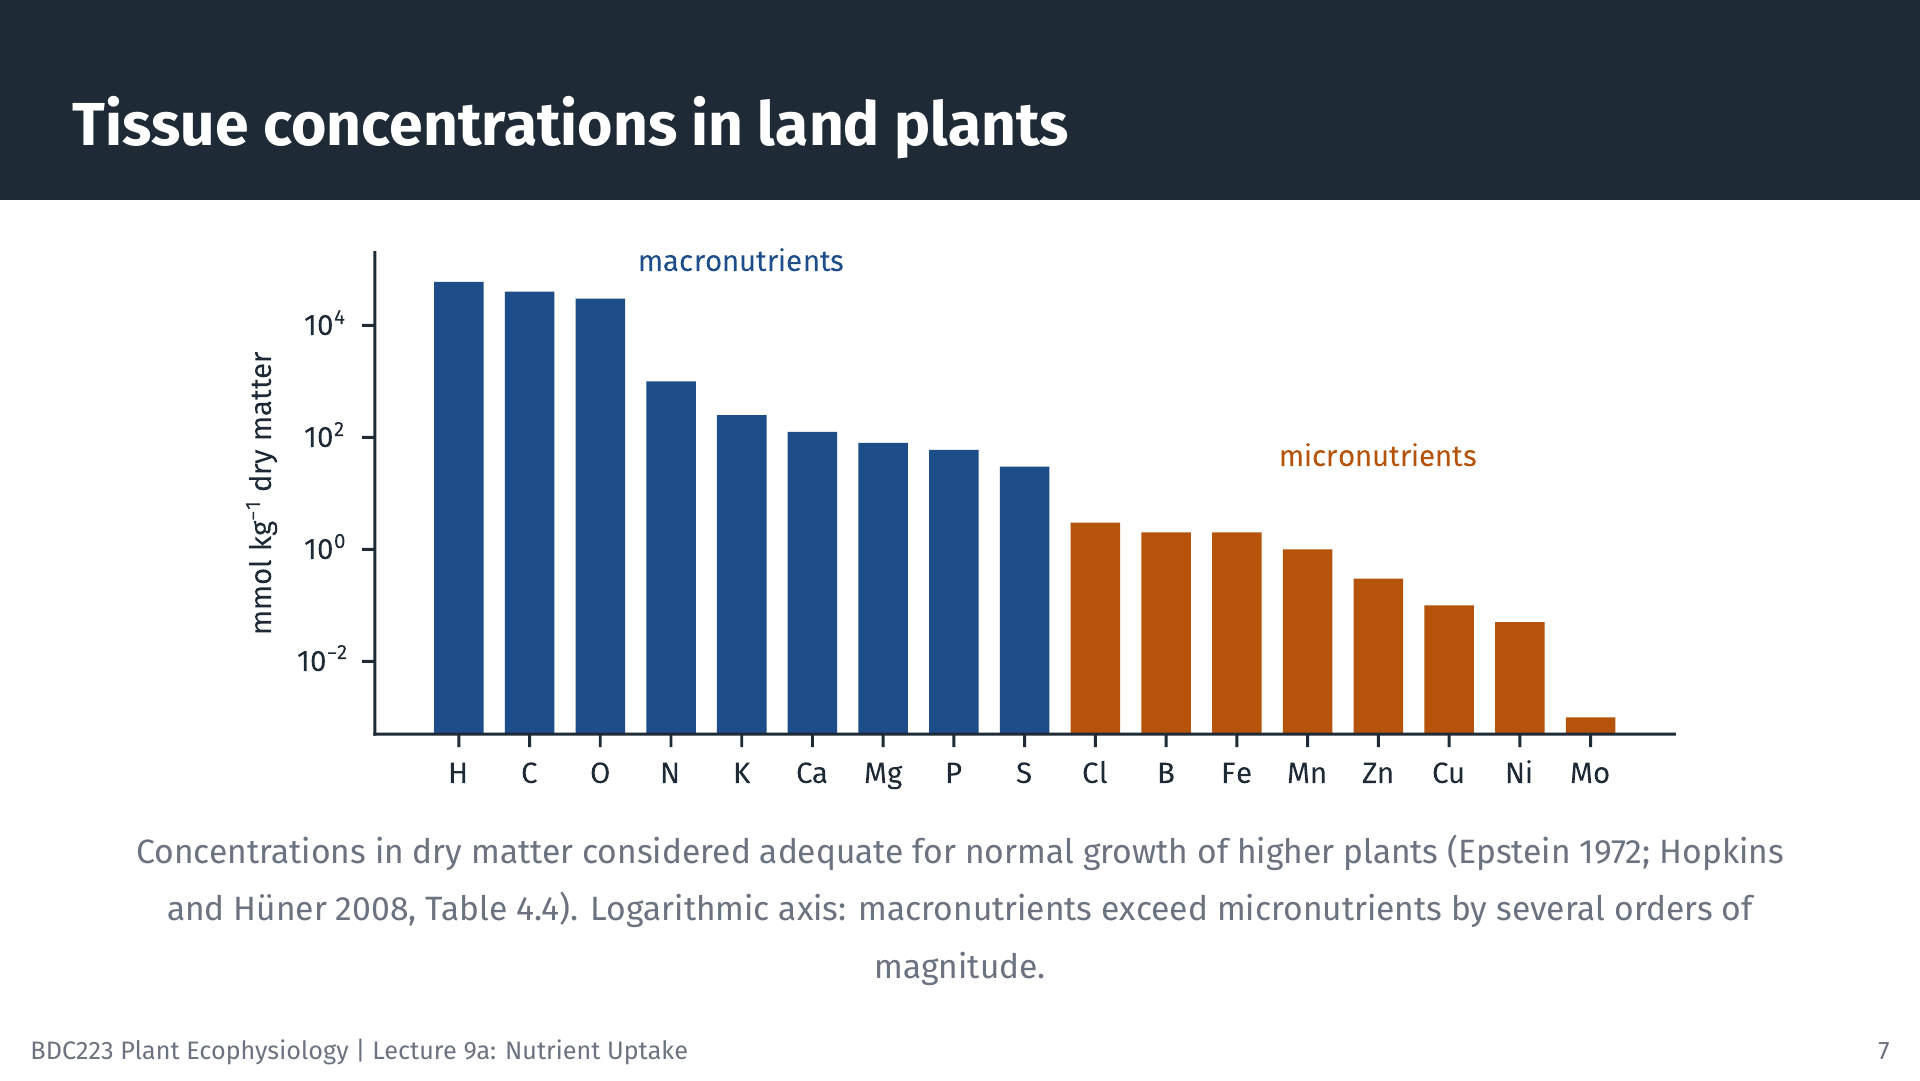 Tissue concentrations in land plants
macronutrients
micronutrients
mmol kg⁻¹ dry matter
10⁴
10²
10⁰
10⁻²
H C O N K Ca Mg P S Cl B Fe Mn Zn Cu Ni Mo
Concentrations in dry matter considered adequate for normal growth of higher plants (Epstein 1972; Hopkins
and Hüner 2008, Table 4.4). Logarithmic axis: macronutrients exceed micronutrients by several orders of
magnitude.
BDC223 Plant Ecophysiology | Lecture 9a: Nutrient Uptake
7